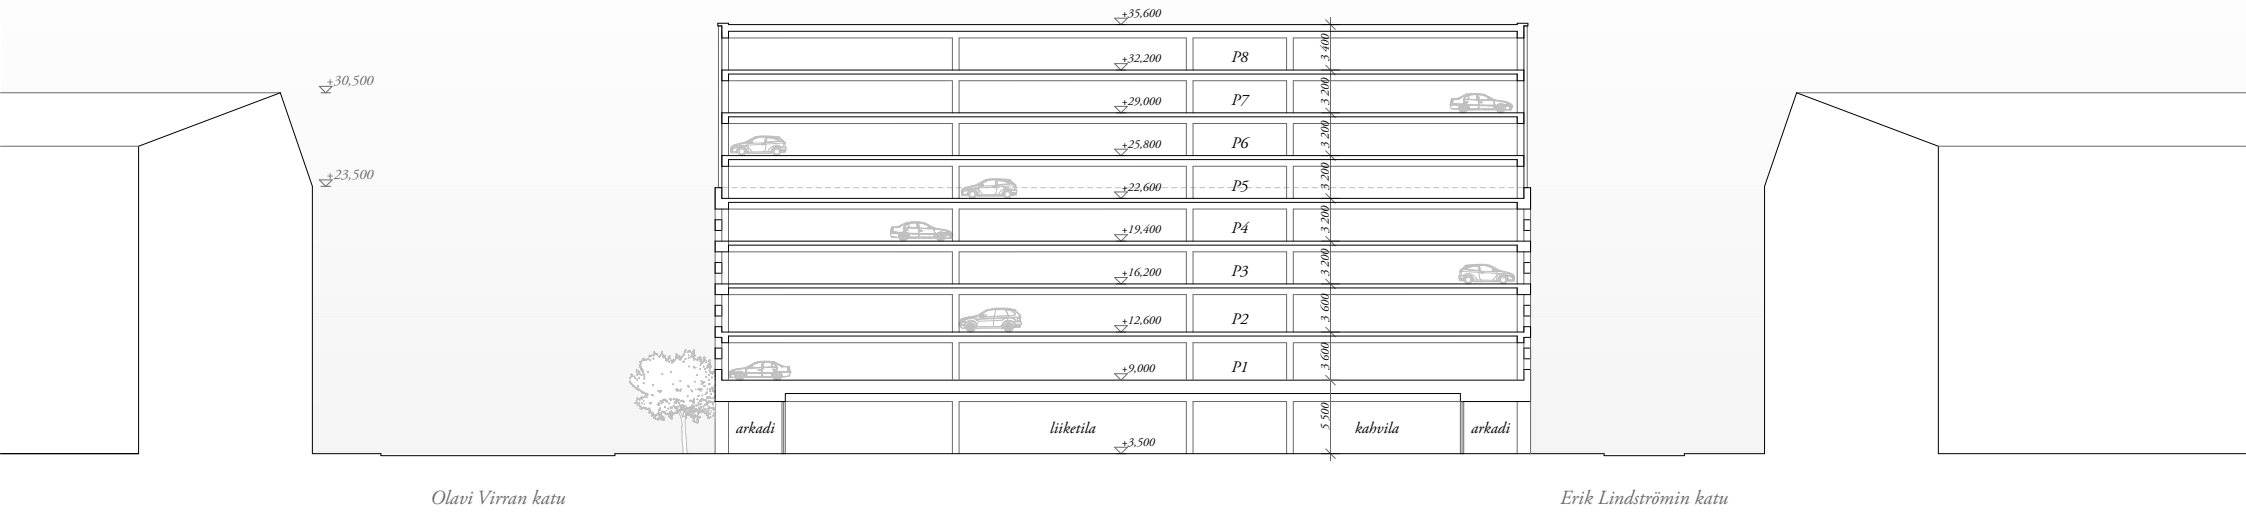 +35,600
+32,200
P8
3 400
+30,500
+29,000
P7
3 200
+25,800
P6
3 200
+23,500
+22,600
P5
3 200
+19,400
P4
3 200
+16,200
P3
3 200
+12,600
P2
3 600
+9,000
P1
3 600
arkadi
liiketila
+3,500
5 500
kahvila
arkadi
Olavi Virran katu
Erik Lindströmin katu